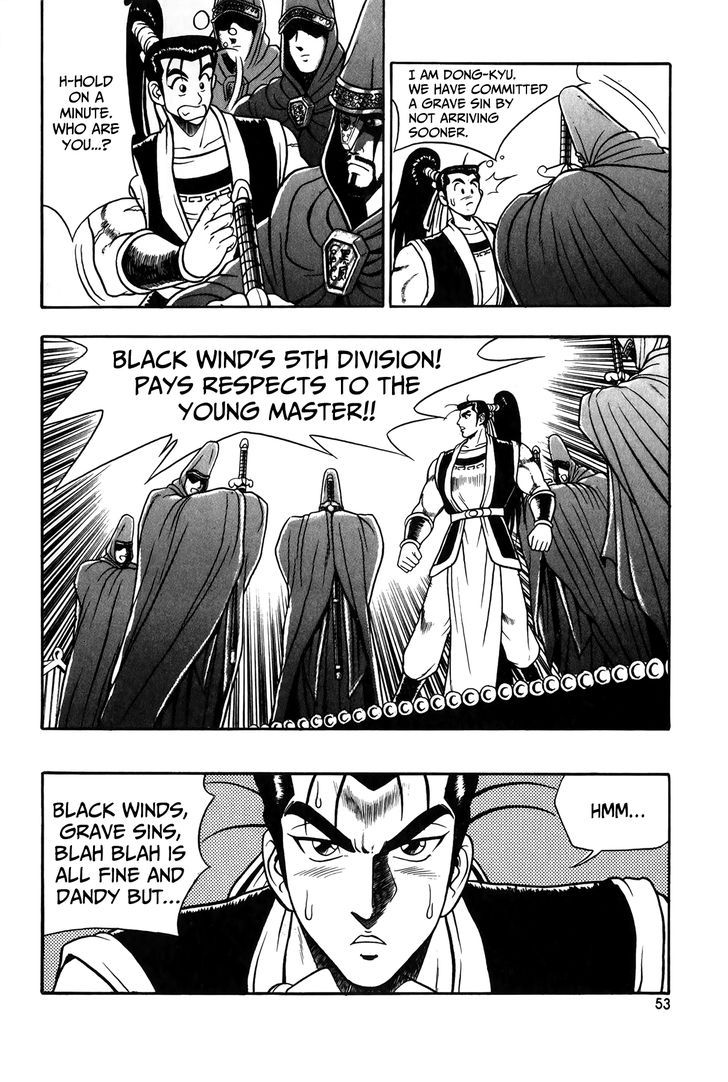 I AM DONG-KYU.
WE HAVE COMMITTED
A GRAVE SIN BY
NOT ARRIVING
SOONER.
H-HOLD
ON A
MINUTE.
WHO ARE
YOU...?
BLACK WIND'S 5TH DIVISION!
PAYS RESPECTS TO THE
YOUNG MASTER!!
HMM...
BLACK WINDS,
GRAVE SINS,
BLAH BLAH IS
ALL FINE AND
DANDY BUT...
53